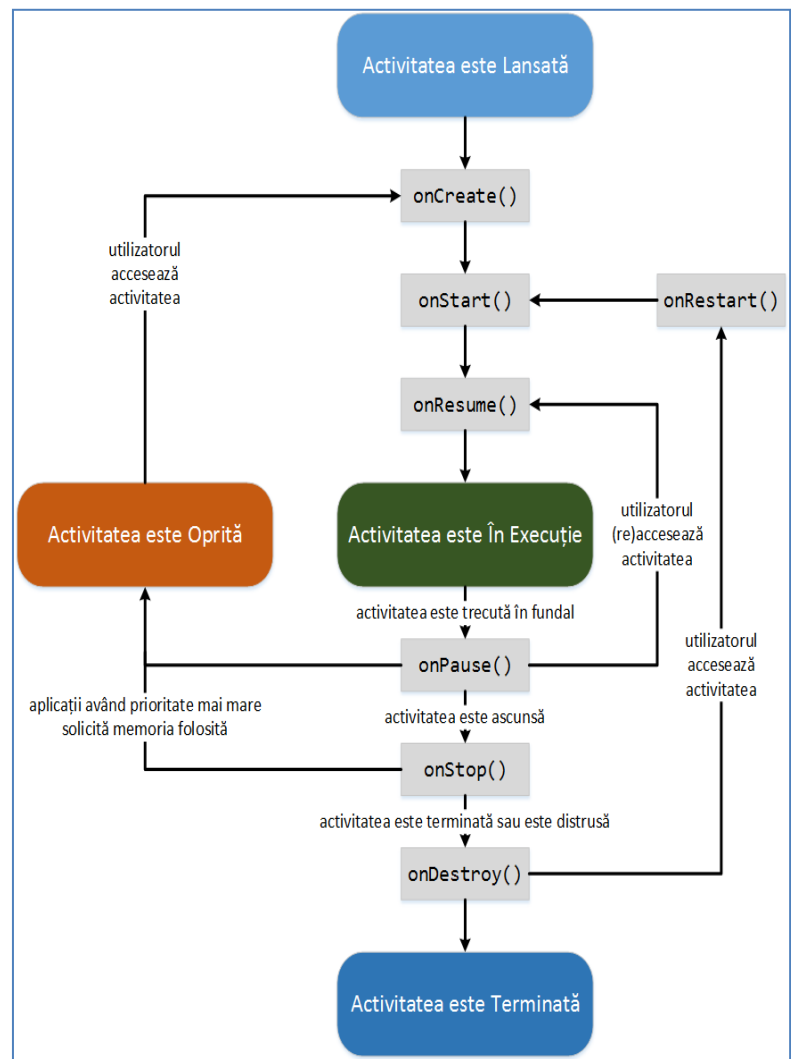 Activitatea este Lansată
onCreate()
utilizatorul
accesează
activitatea
onStart()
onRestart()
onResume()
Activitatea este Oprită
Activitatea este În Execuție
utilizatorul
(re)accesează
activitatea
activitatea este trecută în fundal
utilizatorul
accesează
activitatea
onPause()
aplicații având prioritate mai mare
solicită memoria folosită
activitatea este ascunsă
onStop()
activitatea este terminată sau este distrusă
onDestroy()
Activitatea este Terminată